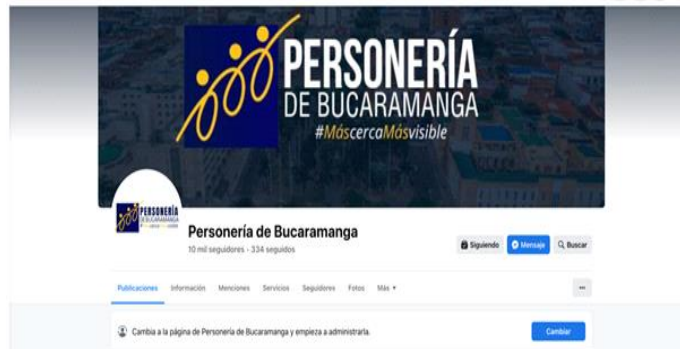 PERSONERÍA
DE BUCARAMANGA
#MáscercaMásvisible
PERSONERÍA
DE BUCARAMANGA
Personería de Bucaramanga
10 mil seguidores • 334 seguidos
Siguiendo Mensaje Buscar
Publicaciones Información Menciones Servicios Seguidores Fotos Más
Cambia a la página de Personería de Bucaramanga y empieza a administrarla. Cambiar